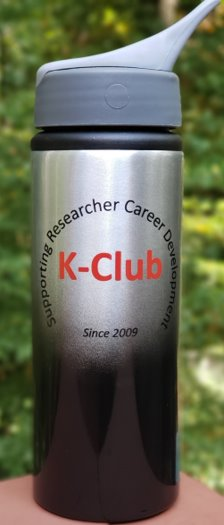 Supporting Researcher Career Development
K-Club
Since 2009